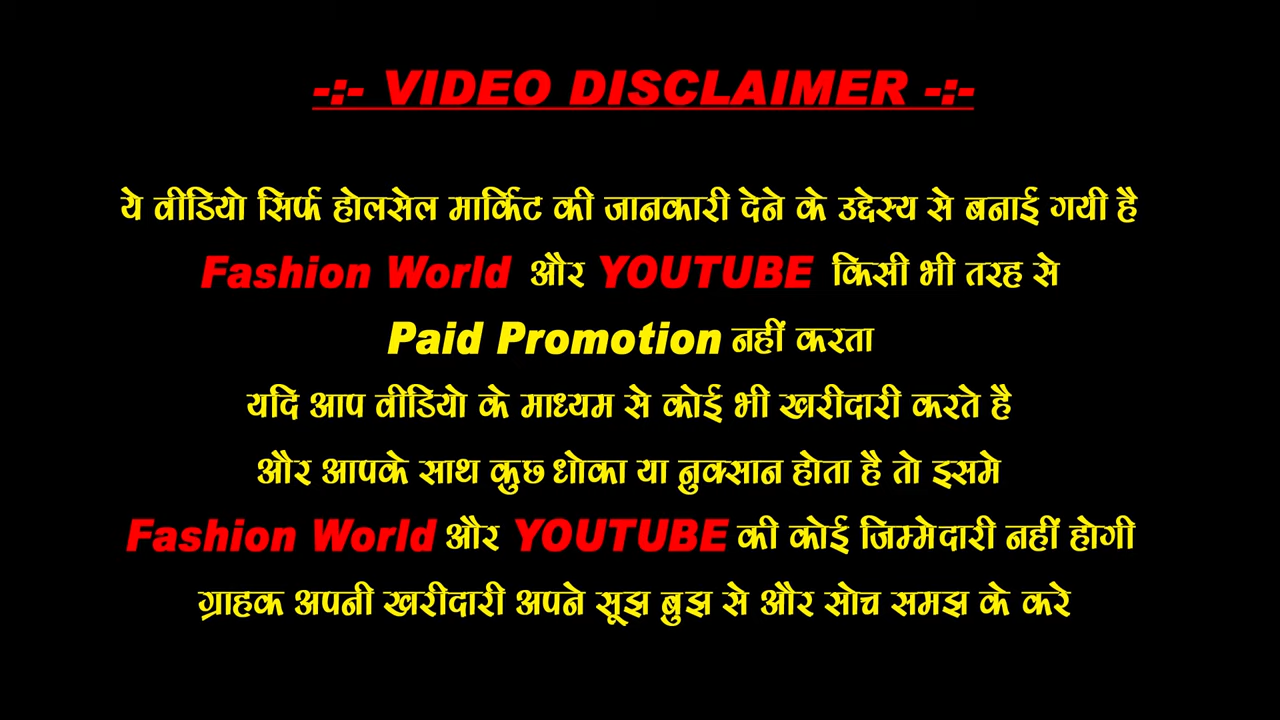 -:- VIDEO DISCLAIMER -:-
ये वीडियो सिर्फ होलसेल मार्किट की जानकारी देने के उद्देस्य से बनाई गयी है
Fashion World और YOUTUBE किसी भी तरह से
Paid Promotion नहीं करता
यदि आप वीडियो के माध्यम से कोई भी खरीदारी करते है
और आपके साथ कुछ धोका या नुक्सान होता है तो इसमे
Fashion World और YOUTUBE की कोई जिम्मेदारी नहीं होगी
ग्राहक अपनी खरीदारी अपने सूझ बुझ से और सोच समझ के करे